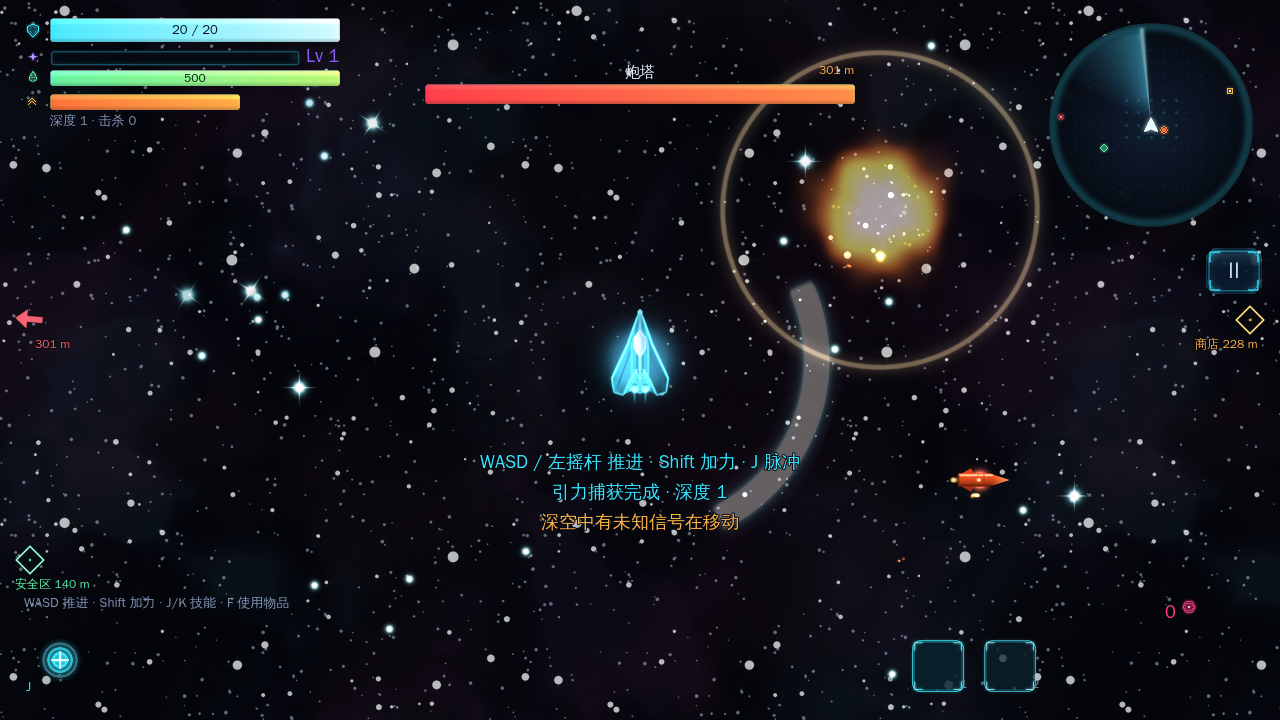 20 / 20
Lv 1
500
深度 1 · 击杀 0
炮塔
301 m
301 m
商店 228 m
WASD / 左摇杆 推进 · Shift 加力 · J 脉冲
引力捕获完成 · 深度 1
深空中有未知信号在移动
安全区 140 m
WASD 推进 · Shift 加力 · J/K 技能 · F 使用物品
0
J